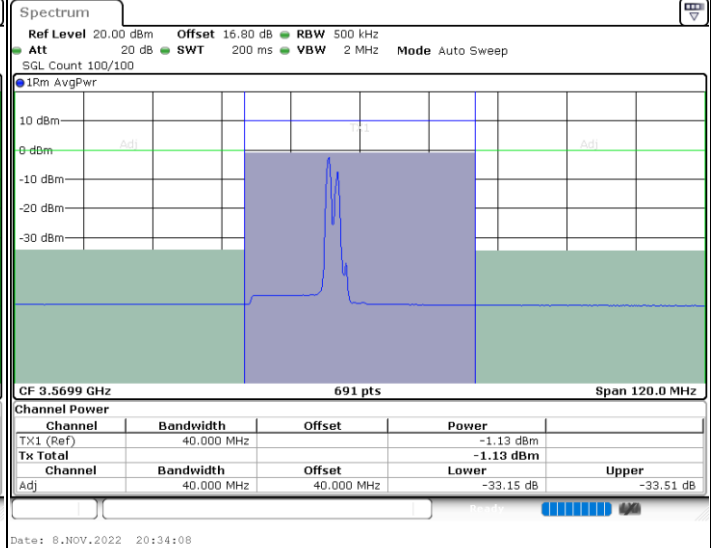 Spectrum
Ref Level 20.00 dBm Offset 16.80 dB RBW 500 kHz
Att 20 dB SWT 200 ms VBW 2 MHz Mode Auto Sweep
SGL Count 100/100
1Rm AvgPwr
10 dBm
TX1
Adj Adj
0 dBm
-10 dBm
-20 dBm
-30 dBm
CF 3.5699 GHz 691 pts Span 120.0 MHz
Channel Power
Channel Bandwidth Offset Power
TX1 (Ref) 40.000 MHz -1.13 dBm
Tx Total -1.13 dBm
Channel Bandwidth Offset Lower Upper
Adj 40.000 MHz 40.000 MHz -33.15 dB -33.51 dB
Ready
Date: 8.NOV.2022 20:34:08